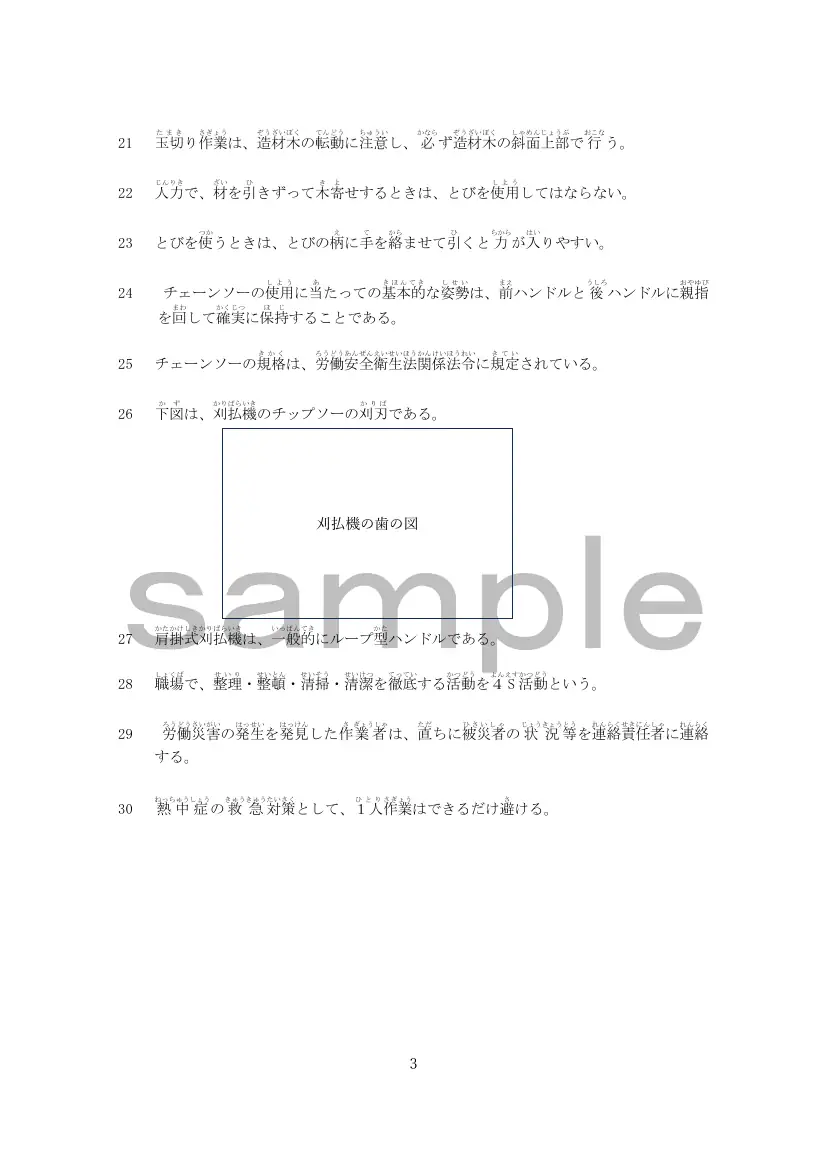 21 玉切り作業は、造材木の転動に注意し、必ず造材木の斜面上部で行う。
22 人力で、材を引きずって木寄せするときは、とびを使用してはならない。
23 とびを使うときは、とびの柄に手を絡ませて引くと力が入りやすい。
24 チェーンソーの使用に当たっての基本的な姿勢は、前ハンドルと後ハンドルに親指
を回して確実に保持することである。
25 チェーンソーの規格は、労働安全衛生法関係法令に規定されている。
26 下図は、刈払機のチップソーの刈刃である。
刈払機の歯の図
sample
27 肩掛式刈払機は、一般的にループ型ハンドルである。
28 職場で、整理・整頓・清掃・清潔を徹底する活動を4S活動という。
29 労働災害の発生を発見した作業者は、直ちに被災者の状況等を連絡責任者に連絡
する。
30 熱中症の救急対策として、1人作業はできるだけ避ける。
3